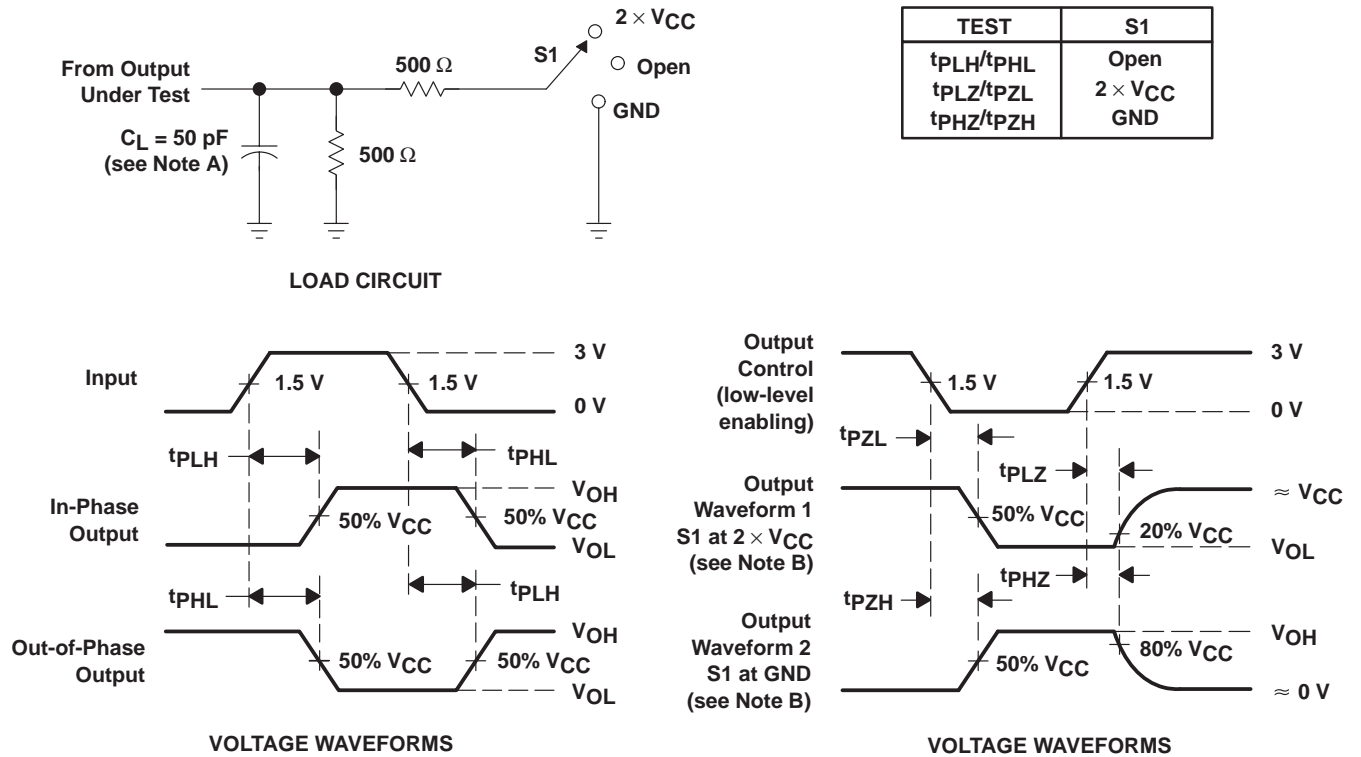 2 × VCC
S1
Open
GND
From Output
Under Test
500 Ω
CL = 50 pF
(see Note A)
500 Ω
LOAD CIRCUIT
TEST S1
tPLH/tPHL Open
tPLZ/tPZL 2 × VCC
tPHZ/tPZH GND
Input
3 V
1.5 V 1.5 V
0 V
tPLH tPHL
In-Phase
Output
VOH
50% VCC 50% VCC
VOL
tPHL tPLH
Out-of-Phase
Output
VOH
50% VCC 50% VCC
VOL
VOLTAGE WAVEFORMS
Output
Control
(low-level
enabling)
3 V
1.5 V 1.5 V
0 V
tPZL
tPLZ
Output
Waveform 1
S1 at 2 × VCC
(see Note B)
≈ VCC
50% VCC 20% VCC
VOL
tPHZ
tPZH
Output
Waveform 2
S1 at GND
(see Note B)
VOH
50% VCC 80% VCC
≈ 0 V
VOLTAGE WAVEFORMS